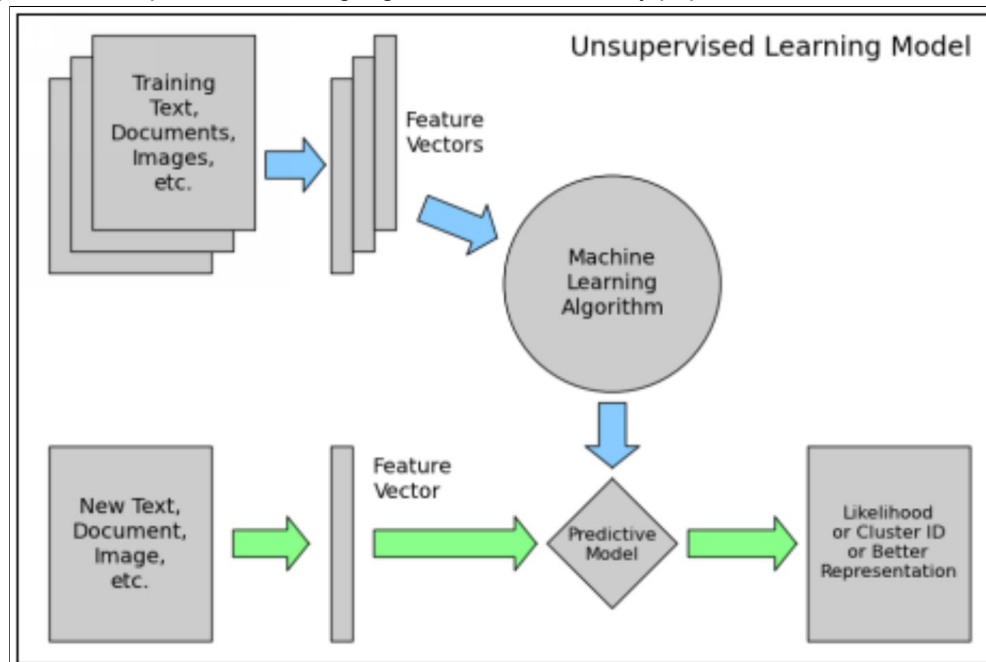 Unsupervised Learning Model
Training
Text,
Documents,
Images,
etc.
Feature
Vectors
Machine
Learning
Algorithm
New Text,
Document,
Image,
etc.
Feature
Vector
Predictive
Model
Likelihood
or Cluster ID
or Better
Representation